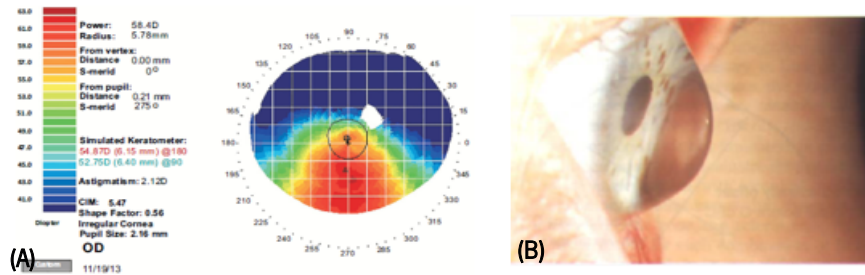 63.0
61.0
59.0
57.0
55.0
53.0
51.0
49.0
47.0
45.0
43.0
41.0
Diopter
Power: 58.4D
Radius: 5.78mm
From vertex:
Distance 0.00 mm
S-merid 0°
From pupil:
Distance 0.21 mm
S-merid 275°
Simulated Keratometer:
54.87D (6.15 mm) @180
52.75D (6.40 mm) @90
Astigmatism: 2.12D
CIM: 5.47
Shape Factor: 0.56
Irregular Cornea
Pupil Size: 2.16 mm
OD
Custom
11/19/13
90
105
75
120
60
135
45
30
165
15
180
0
195
345
210
330
225
315
240
300
255
285
270
(A)
(B)